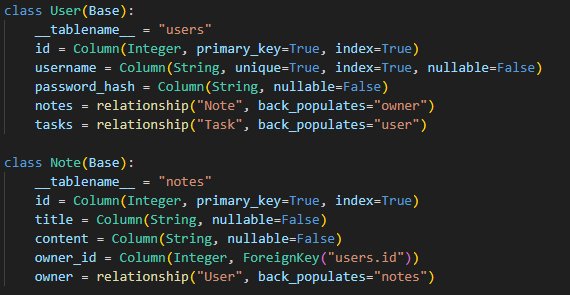 class User(Base):
    __tablename__ = "users"
    id = Column(Integer, primary_key=True, index=True)
    username = Column(String, unique=True, index=True, nullable=False)
    password_hash = Column(String, nullable=False)
    notes = relationship("Note", back_populates="owner")
    tasks = relationship("Task", back_populates="user")

class Note(Base):
    __tablename__ = "notes"
    id = Column(Integer, primary_key=True, index=True)
    title = Column(String, nullable=False)
    content = Column(String, nullable=False)
    owner_id = Column(Integer, ForeignKey("users.id"))
    owner = relationship("User", back_populates="notes")